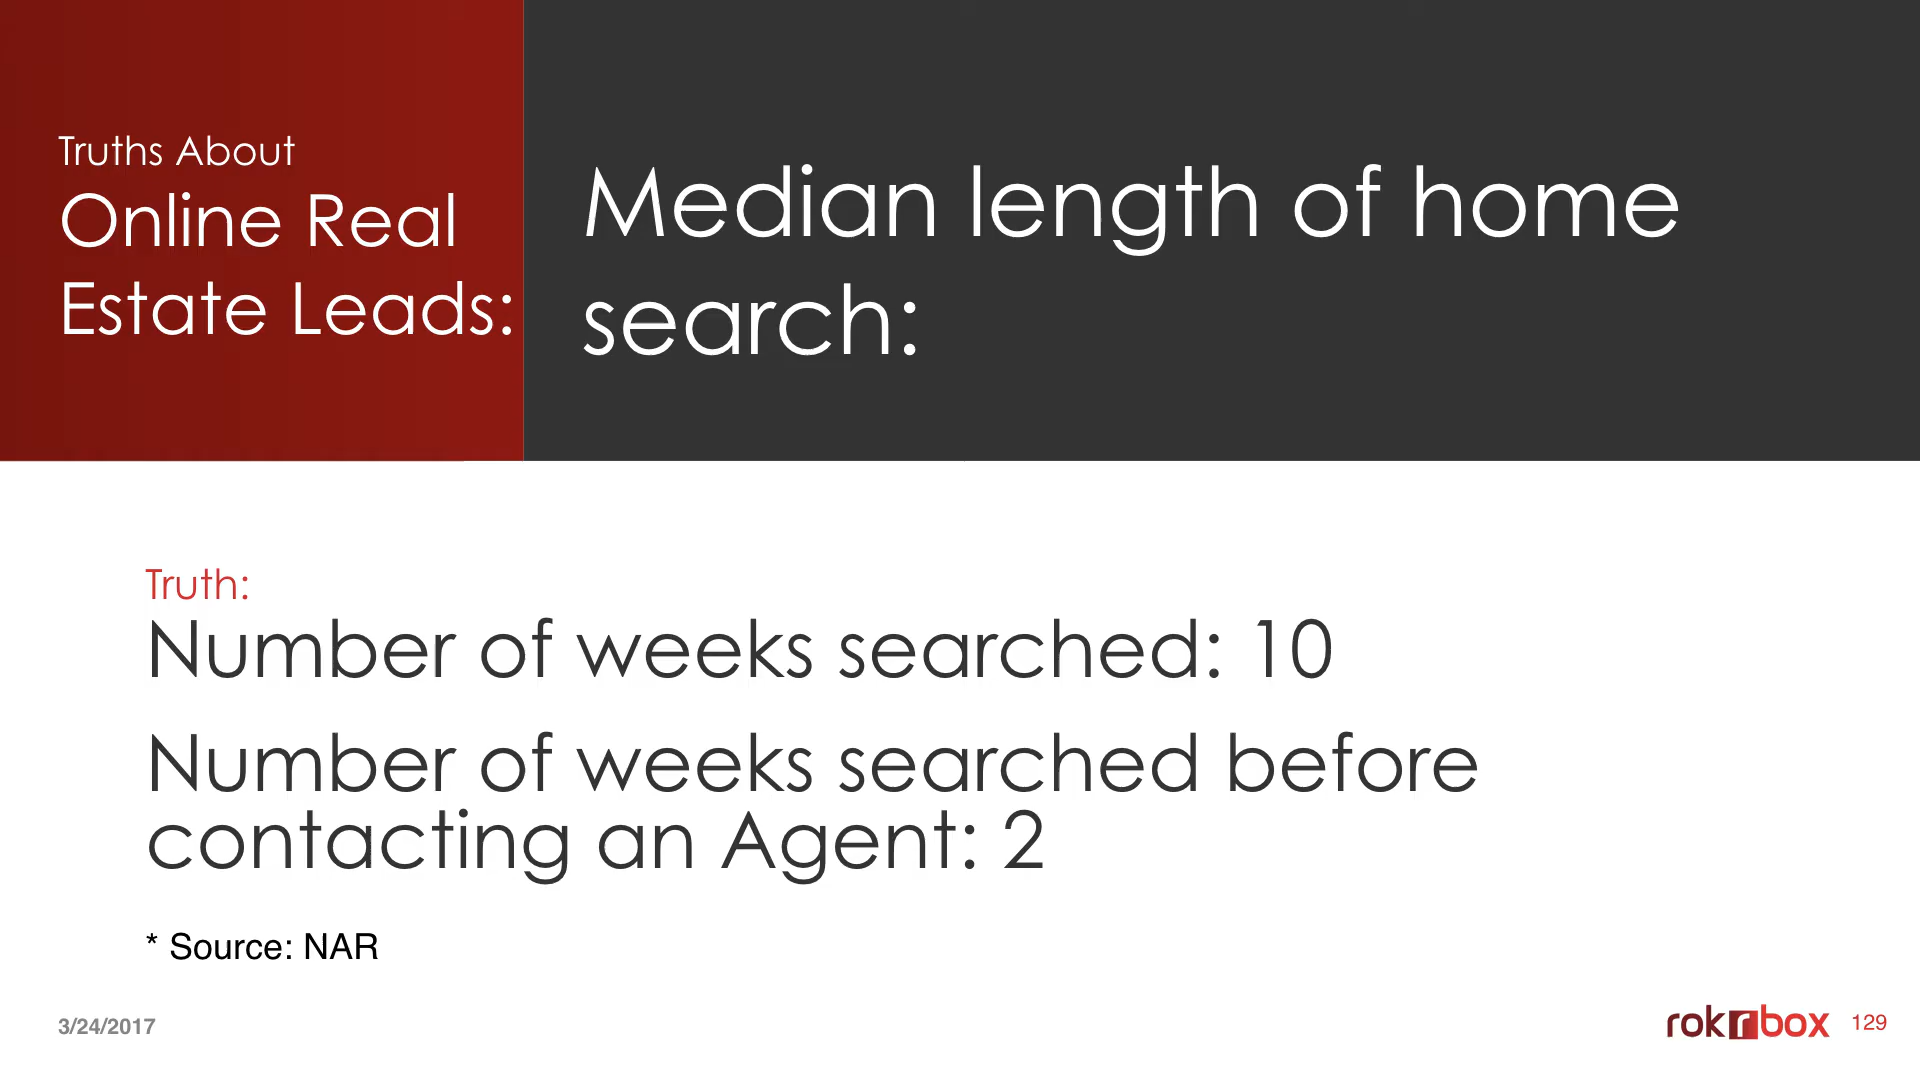 Truths About
Online Real
Estate Leads:
Median length of home
search:
Truth:
Number of weeks searched: 10
Number of weeks searched before
contacting an Agent: 2
* Source: NAR
3/24/2017
rokrbox 129